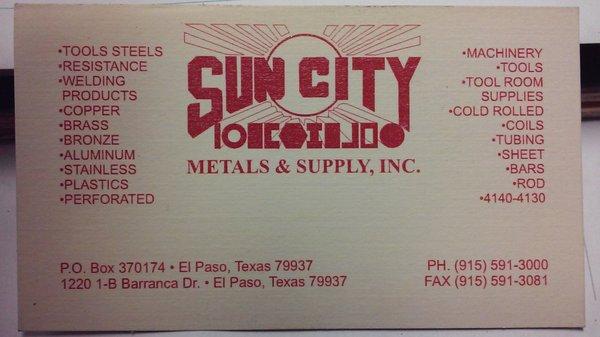 •TOOLS STEELS
•RESISTANCE
•WELDING
PRODUCTS
•COPPER
•BRASS
•BRONZE
•ALUMINUM
•STAINLESS
•PLASTICS
•PERFORATED
SUN CITY
METALS & SUPPLY, INC.
•MACHINERY
•TOOLS
•TOOL ROOM
SUPPLIES
•COLD ROLLED
•COILS
•TUBING
•SHEET
•BARS
•ROD
•4140-4130
P.O. Box 370174 • El Paso, Texas 79937
1220 1-B Barranca Dr. • El Paso, Texas 79937
PH. (915) 591-3000
FAX (915) 591-3081